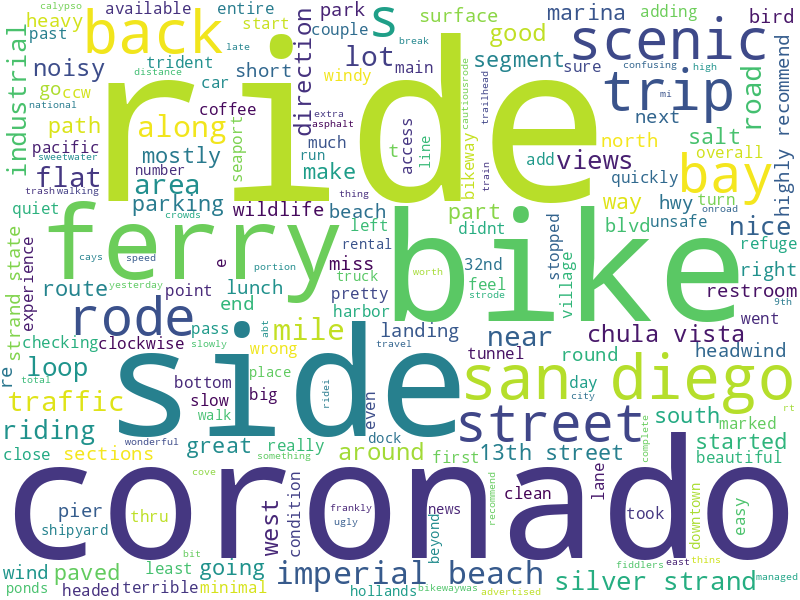 calypso
available
entire
late
start
break
park
surface
marina
adding
bird
heavy
back
s
scenic
past
couple
good
industrial
noisy
trident
lot
main
segment
sure
confusing
high
go
ccw
car
short
direction
windy
trip
mi
distance
national
coffee
extra
asphalt
cautiousrode
trailhead
ride
path
along
access
next
road
highly recommend
pacific
mostly
seaport
much
line
bikeway
north
salt
sweetwater
number
run
t
train
add
views
overall
flat
area
make
thing
quickly
bay
trash
walking
parking
way
turn
onroad
quiet
crowds
wildlife
beach
part
blvd
hwy
unsafe
nice
ferry
left
didnt
stopped
refuge
strand state
experience
e
rental
bike
cays
speed
lunch
miss
truck
32nd
village
right
route
portion
yesterday
point
pretty
worth
feel
restroom
end
harbor
strode
9th
re
rode
pass
mile
landing
near
went
checking
clockwise
wrong
abt
tunnel
chula vista
loop
slowly
travel
round
headwind
total
side
place
bottom
slow
big
ridei
even
san diego
day
city
traffic
walk
dock
street
rt
riding
great
really
around
first
13th street
south
marked
started
close
sections
wonderful
something
complete
beautiful
cove
coronado
west
condition
recommend
clean
lane
downtown
easy
pier
thru
frankly
ugly
news
took
shipyard
beyond
bit
wind
paved
least
going
imperial beach
fiddlers
east
thins
ponds
headed
terrible
minimal
hollands
bikewaywas
advertised
silver strand
managed